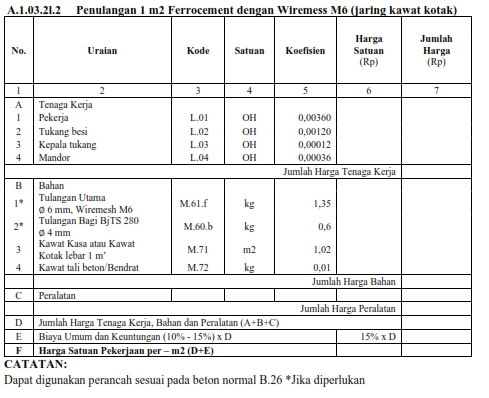 A.1.03.2l.2 Penulangan 1 m2 Ferrocement dengan Wiremess M6 (jaring kawat kotak)
No. Uraian Kode Satuan Koefisien Harga Satuan (Rp) Jumlah Harga (Rp)
1 2 3 4 5 6 7
A Tenaga Kerja
1 Pekerja L.01 OH 0,00360
2 Tukang besi L.02 OH 0,00120
3 Kepala tukang L.03 OH 0,00012
4 Mandor L.04 OH 0,00036
Jumlah Harga Tenaga Kerja
B Bahan
1* Tulangan Utama Ø 6 mm, Wiremesh M6 M.61.f kg 1,35
2* Tulangan Bagi BjTS 280 Ø 4 mm M.60.b kg 0,6
3 Kawat Kasa atau Kawat Kotak lebar 1 m’ M.71 m2 1,02
4 Kawat tali beton/Bendrat M.72 kg 0,01
Jumlah Harga Bahan
C Peralatan
Jumlah Harga Peralatan
D Jumlah Harga Tenaga Kerja, Bahan dan Peralatan (A+B+C)
E Biaya Umum dan Keuntungan (10% - 15%) x D 15% x D
F Harga Satuan Pekerjaan per – m2 (D+E)
CATATAN:
Dapat digunakan perancah sesuai pada beton normal B.26 *Jika diperlukan